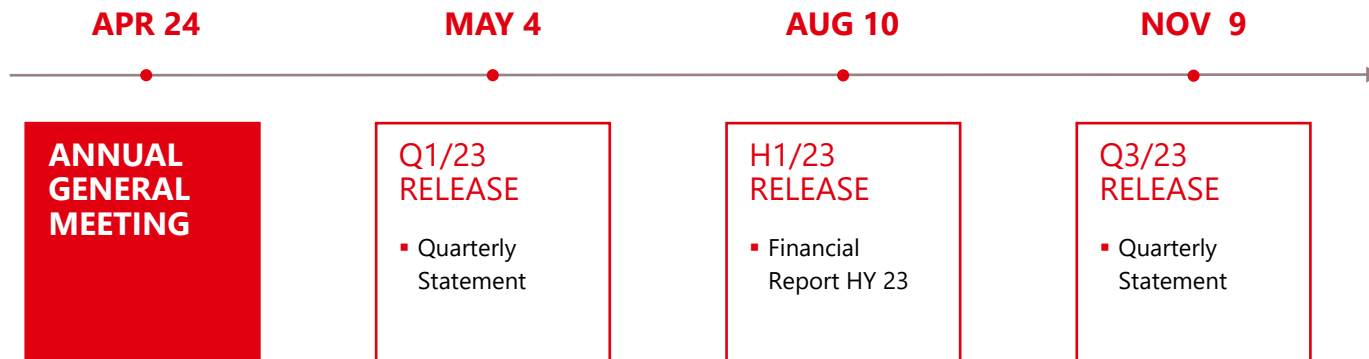 APR 24
MAY 4
AUG 10
NOV 9
ANNUAL
GENERAL
MEETING
Q1/23
RELEASE
▪ Quarterly
Statement
H1/23
RELEASE
▪ Financial
Report HY 23
Q3/23
RELEASE
▪ Quarterly
Statement